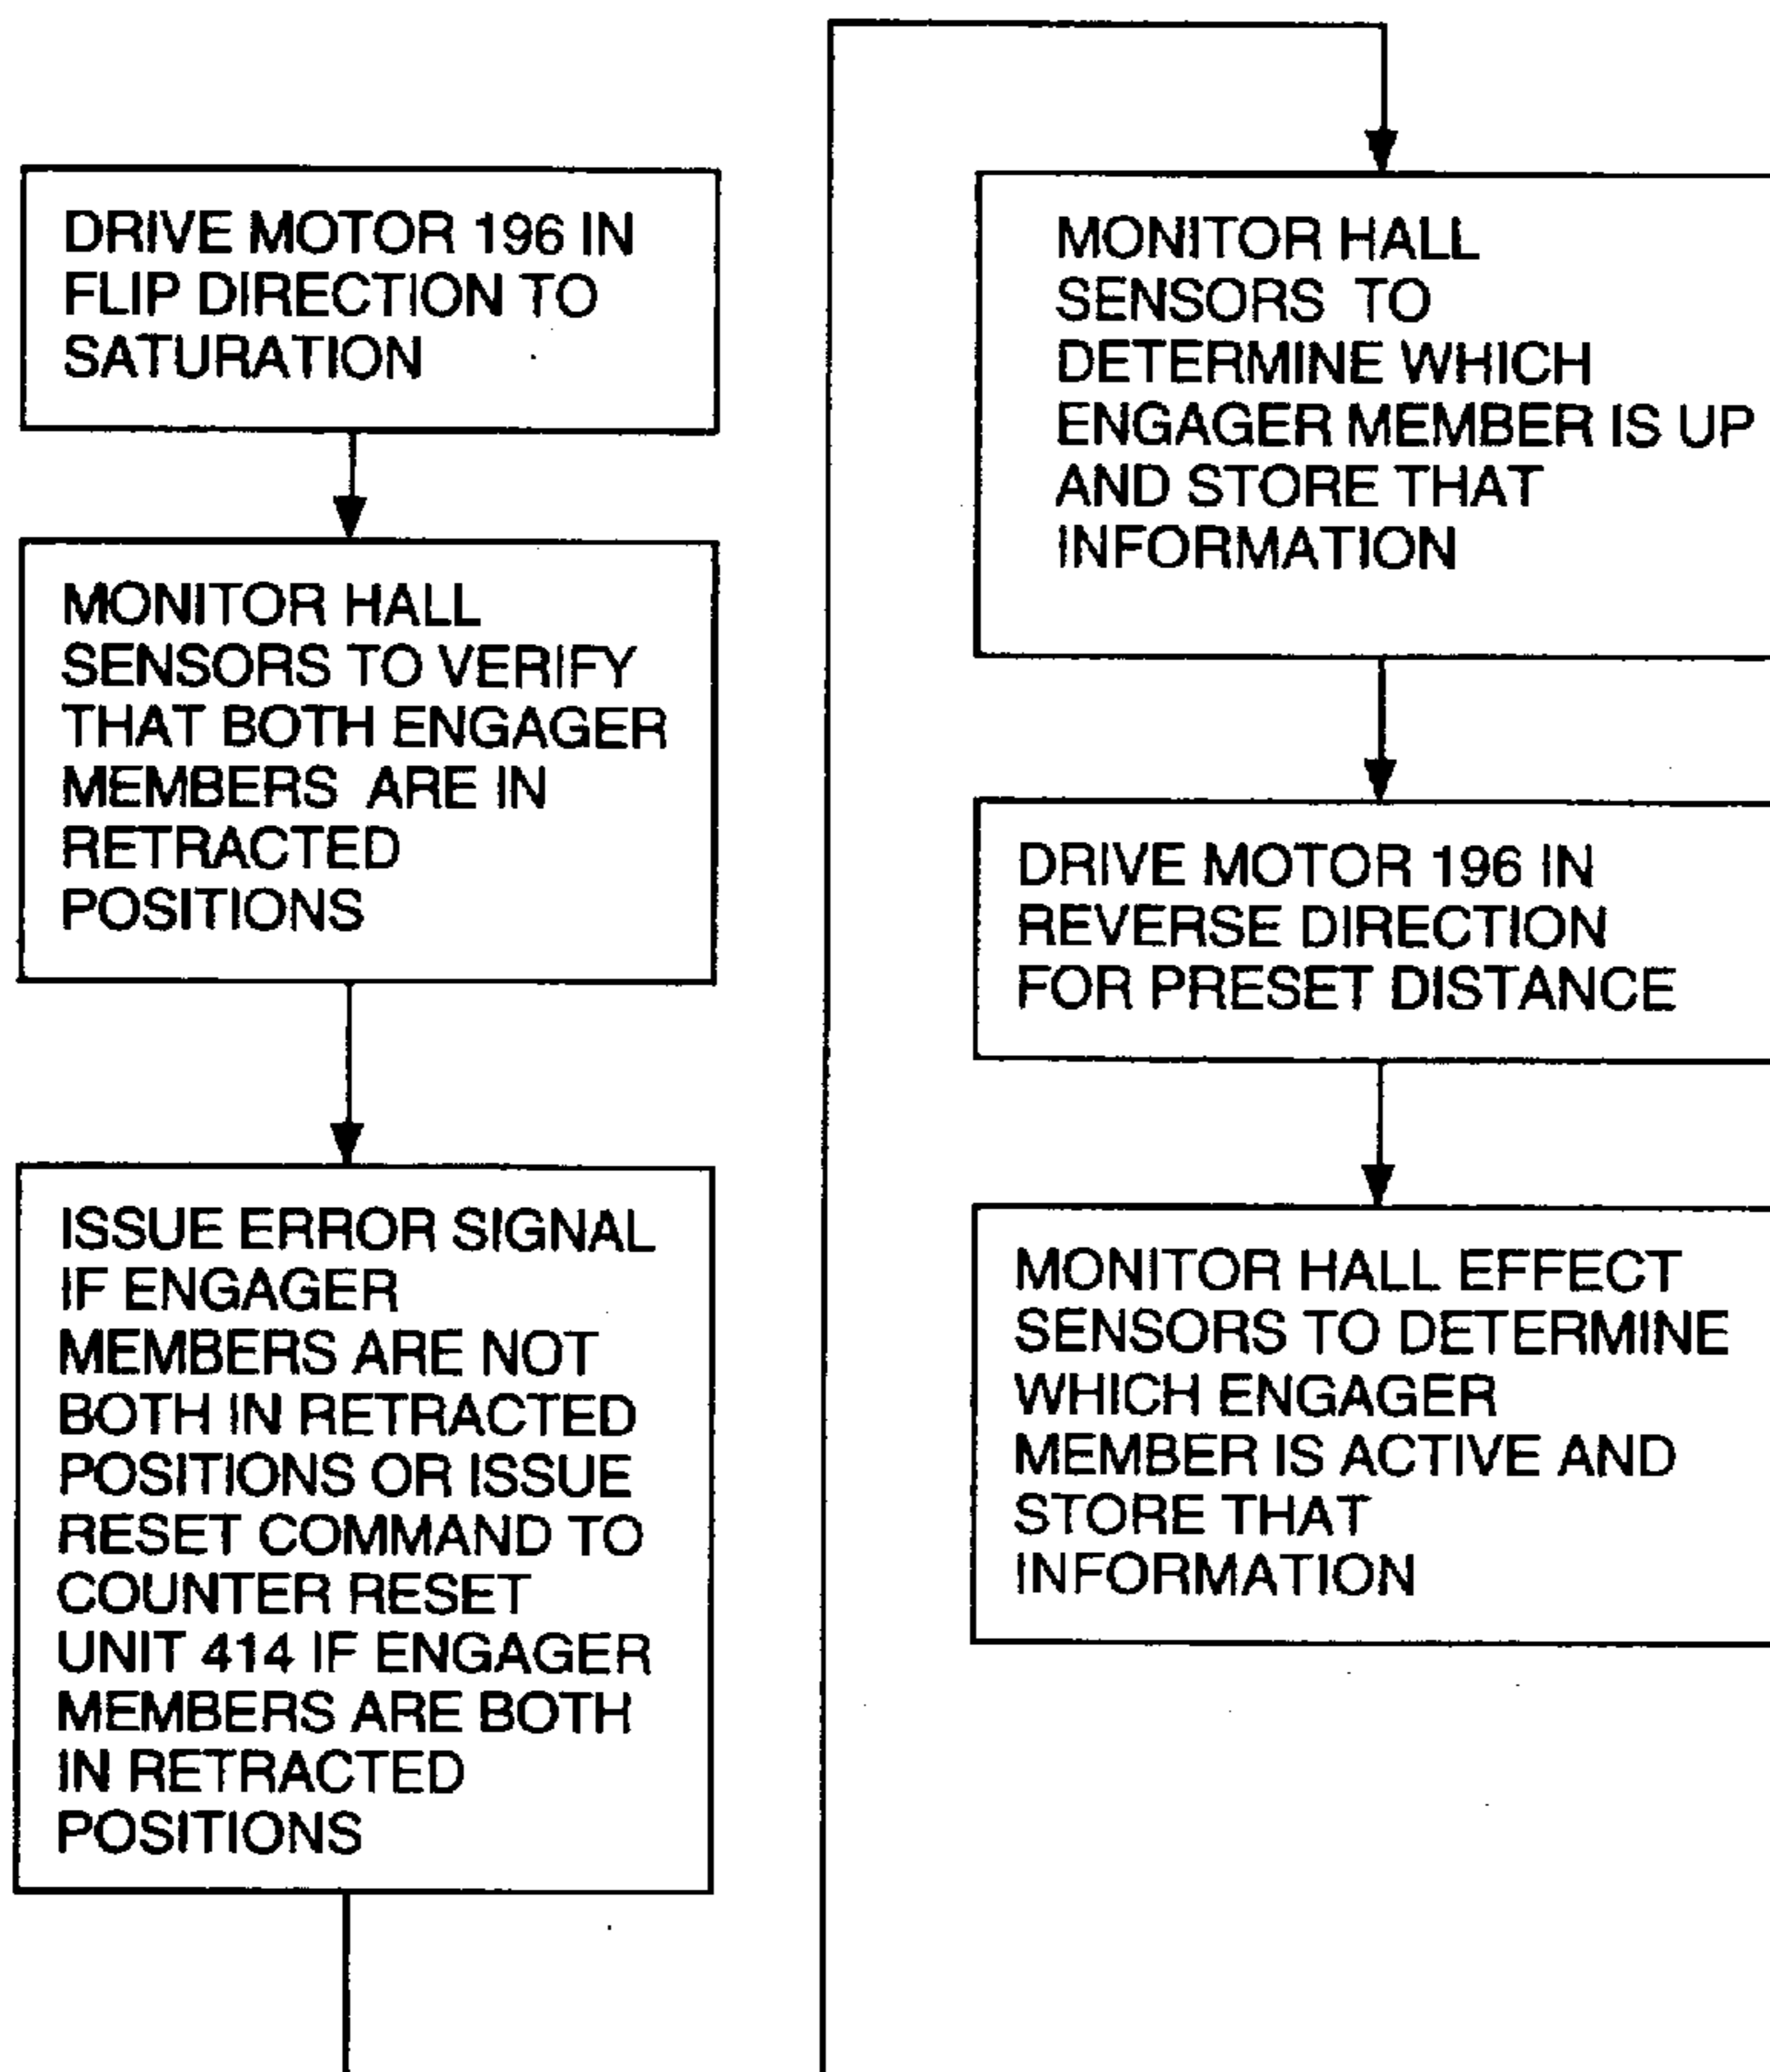 DRIVE MOTOR 196 IN
FLIP DIRECTION TO
SATURATION
MONITOR HALL
SENSORS TO VERIFY
THAT BOTH ENGAGER
MEMBERS ARE IN
RETRACTED
POSITIONS
ISSUE ERROR SIGNAL
IF ENGAGER
MEMBERS ARE NOT
BOTH IN RETRACTED
POSITIONS OR ISSUE
RESET COMMAND TO
COUNTER RESET
UNIT 414 IF ENGAGER
MEMBERS ARE BOTH
IN RETRACTED
POSITIONS
MONITOR HALL
SENSORS TO
DETERMINE WHICH
ENGAGER MEMBER IS UP
AND STORE THAT
INFORMATION
DRIVE MOTOR 196 IN
REVERSE DIRECTION
FOR PRESET DISTANCE
MONITOR HALL EFFECT
SENSORS TO DETERMINE
WHICH ENGAGER
MEMBER IS ACTIVE AND
STORE THAT
INFORMATION